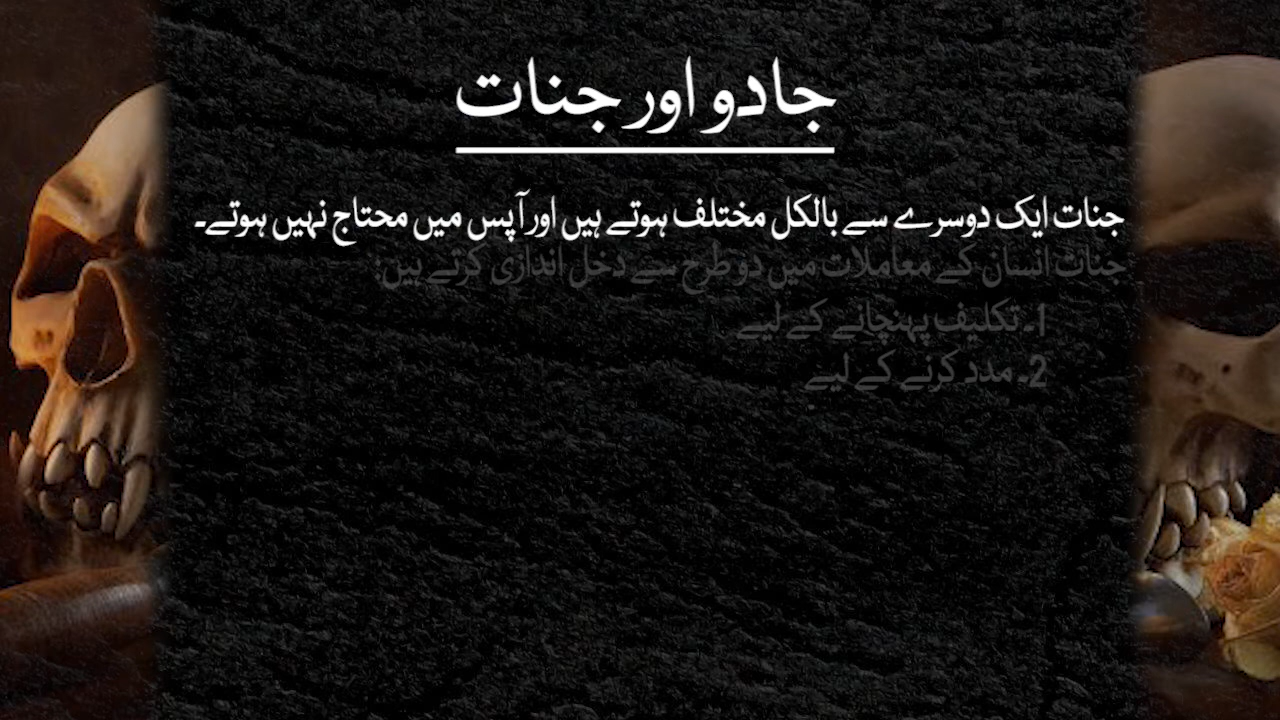 جادو اور جنات
جنات ایک دوسرے سے بالکل مختلف ہوتے ہیں اور آپس میں محتاج نہیں ہوتے۔
جنات انسان کے معاملات میں دو طرح سے دخل اندازی کرتے ہیں:
1۔ تکلیف پہنچانے کے لیے
2۔ مدد کرنے کے لیے